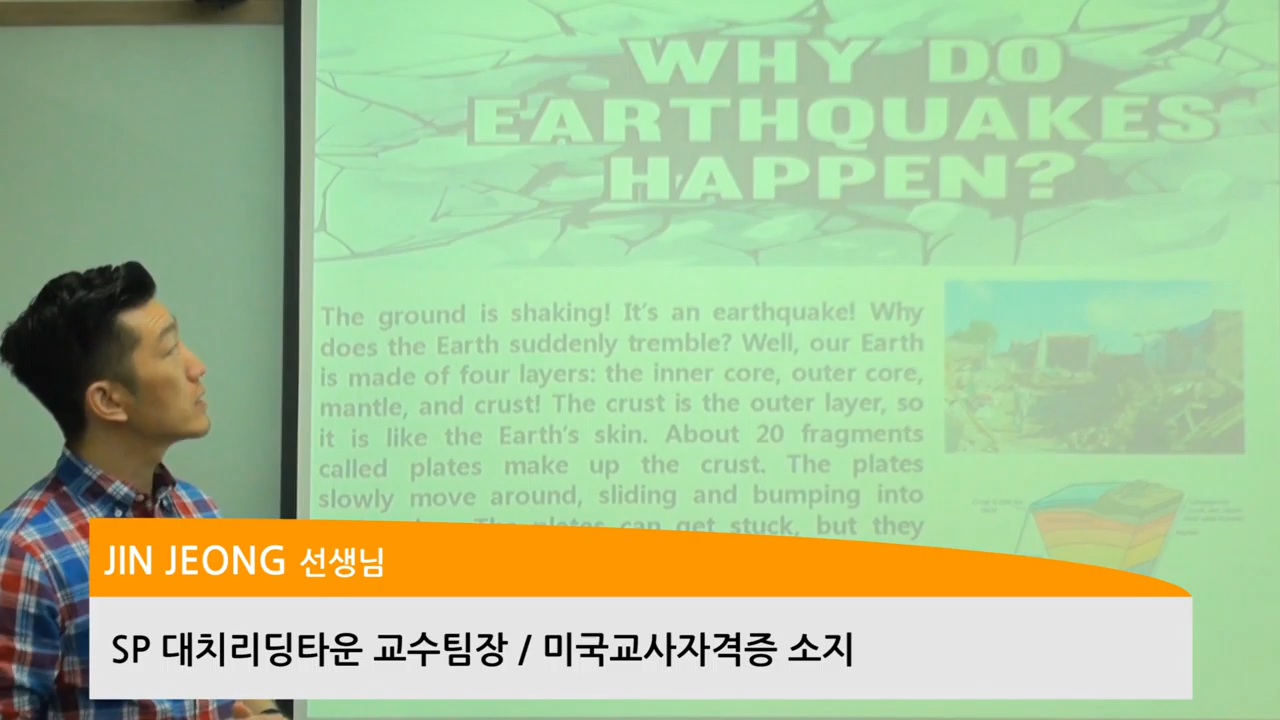 WHY DO
EARTHQUAKES
HAPPEN?
The ground is shaking! It's an earthquake! Why
does the Earth suddenly tremble? Well, our Earth
is made of four layers: the inner core, outer core,
mantle, and crust! The crust is the outer layer, so
it is like the Earth's skin. About 20 fragments
called plates make up the crust. The plates
slowly move around, sliding and bumping into
The plates can get stuck, but they
JIN JEONG 선생님
SP 대치리딩타운 교수팀장 / 미국교사자격증 소지